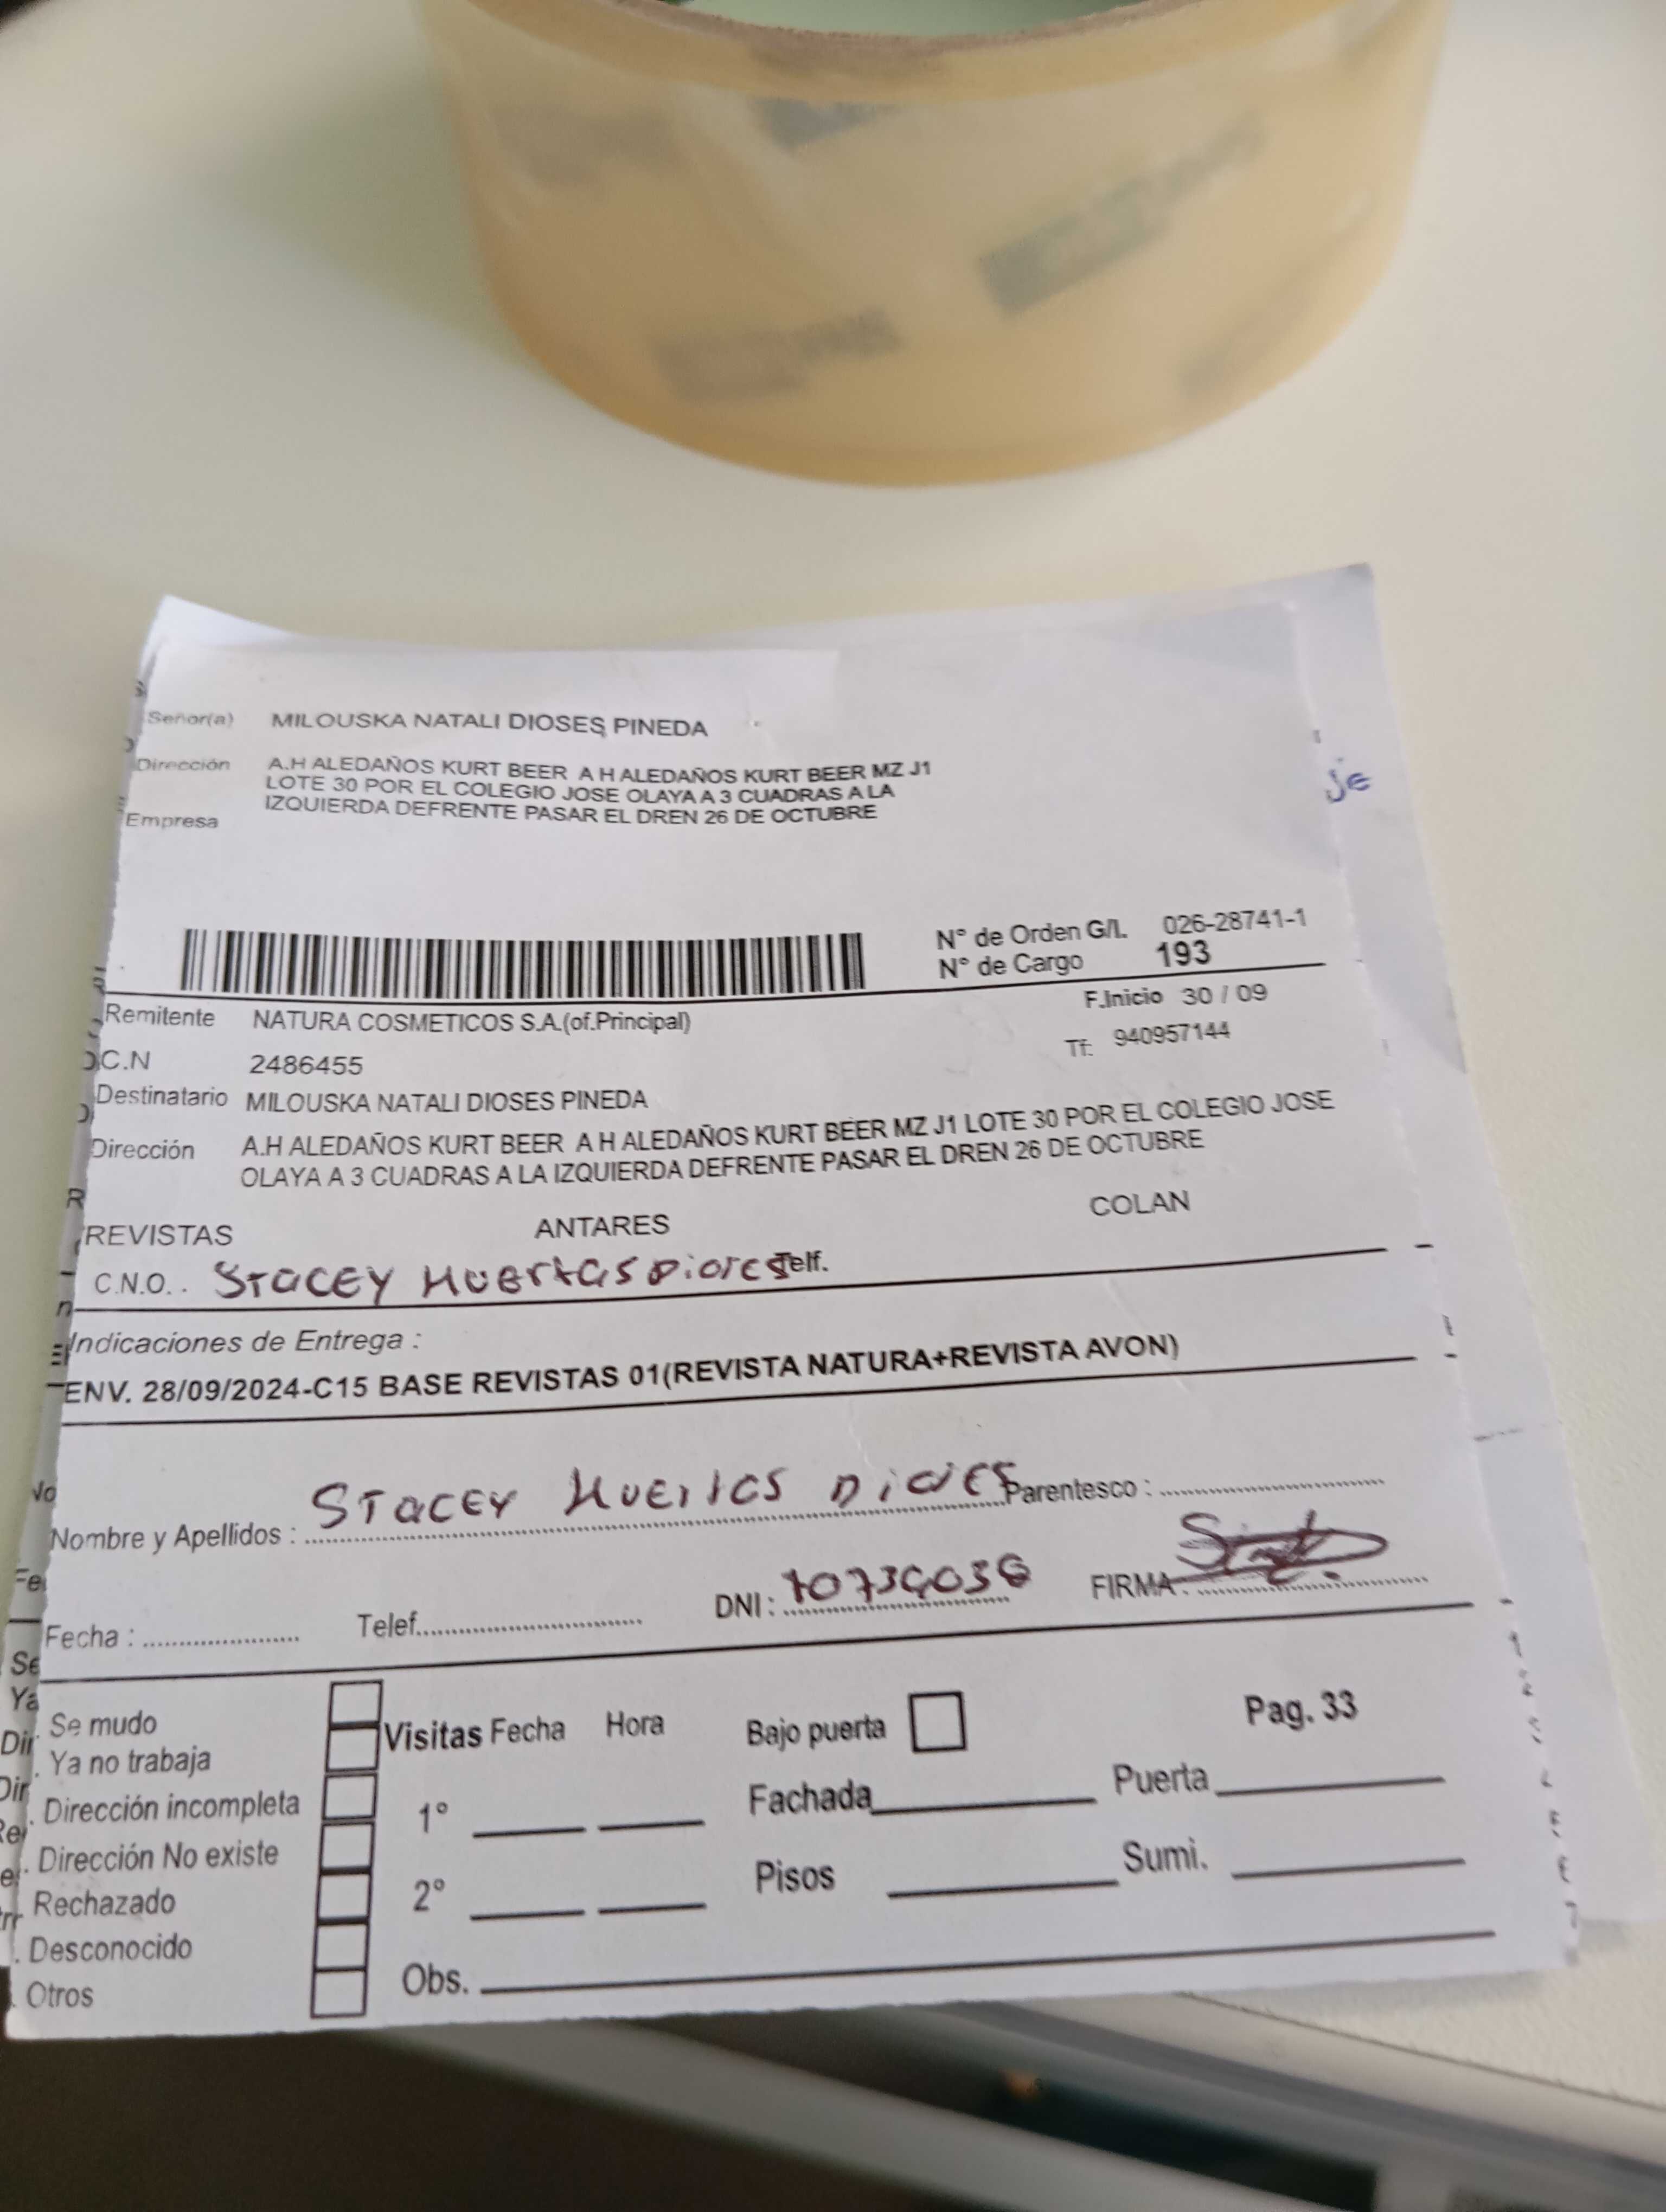 Señor(a) MILOUSKA NATALI DIOSES PINEDA
Dirección A.H ALEDAÑOS KURT BEER A H ALEDAÑOS KURT BEER MZ J1
LOTE 30 POR EL COLEGIO JOSE OLAYA A 3 CUADRAS A LA
IZQUIERDA DEFRENTE PASAR EL DREN 26 DE OCTUBRE
Empresa
Je
N° de Orden G/L 026-28741-1
N° de Cargo 193
F.Inicio 30 / 09
Remitente NATURA COSMETICOS S.A.(of.Principal)
Tf: 940957144
C.N 2486455
Destinatario MILOUSKA NATALI DIOSES PINEDA
Dirección A.H ALEDAÑOS KURT BEER A H ALEDAÑOS KURT BEER MZ J1 LOTE 30 POR EL COLEGIO JOSE
OLAYA A 3 CUADRAS A LA IZQUIERDA DEFRENTE PASAR EL DREN 26 DE OCTUBRE
REVISTAS ANTARES COLAN
C.N.O. . STACEY HUERTAS Dioses Telf.
Indicaciones de Entrega :
ENV. 28/09/2024-C15 BASE REVISTAS 01(REVISTA NATURA+REVISTA AVON)
Nombre y Apellidos : STACEY HUERTAS Dioses Parentesco :
Fecha : Telef. DNI : FIRMA :
Se mudo
Ya no trabaja
Dirección incompleta
Dirección No existe
Rechazado
Desconocido
Otros
Visitas Fecha Hora Bajo puerta Pag. 33
1° Fachada Puerta
2° Pisos Sumi.
Obs.